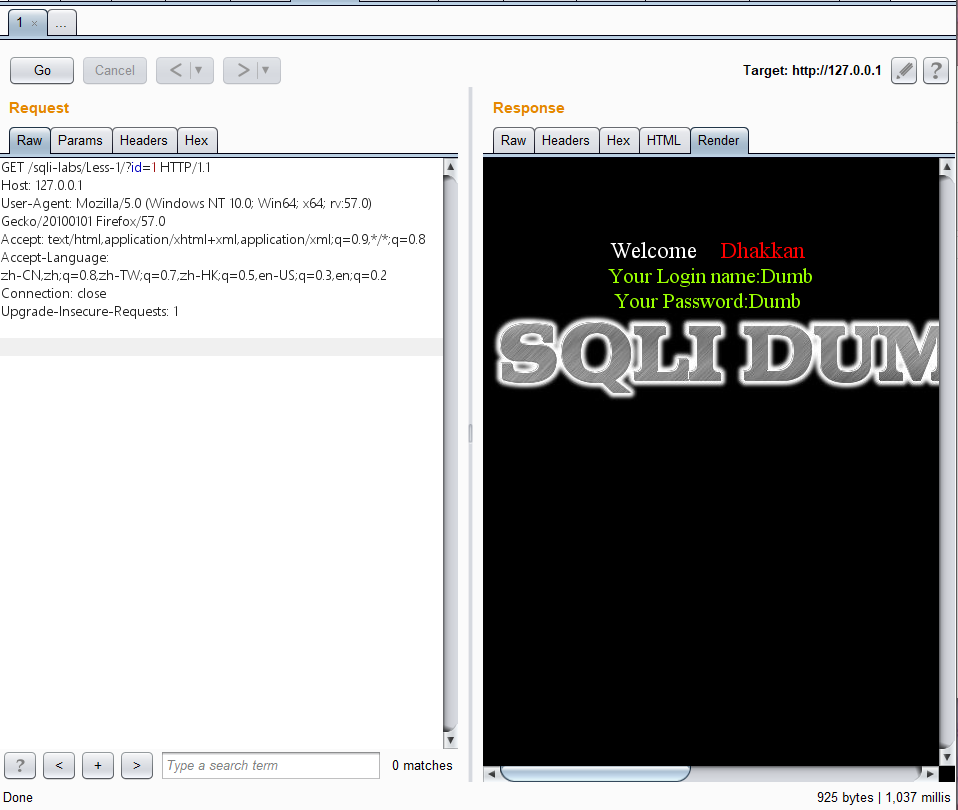 1 × ...
Go Cancel < > Target: http://127.0.0.1 ?
Request
Raw Params Headers Hex
GET /sqli-labs/Less-1/?id=1 HTTP/1.1
Host: 127.0.0.1
User-Agent: Mozilla/5.0 (Windows NT 10.0; Win64; x64; rv:57.0)
Gecko/20100101 Firefox/57.0
Accept: text/html,application/xhtml+xml,application/xml;q=0.9,*/*;q=0.8
Accept-Language:
zh-CN,zh;q=0.8,zh-TW;q=0.7,zh-HK;q=0.5,en-US;q=0.3,en;q=0.2
Connection: close
Upgrade-Insecure-Requests: 1
? < + > Type a search term 0 matches
Response
Raw Headers Hex HTML Render
Welcome Dhakkan
Your Login name:Dumb
Your Password:Dumb
SQLI DUM
Done 925 bytes | 1,037 millis